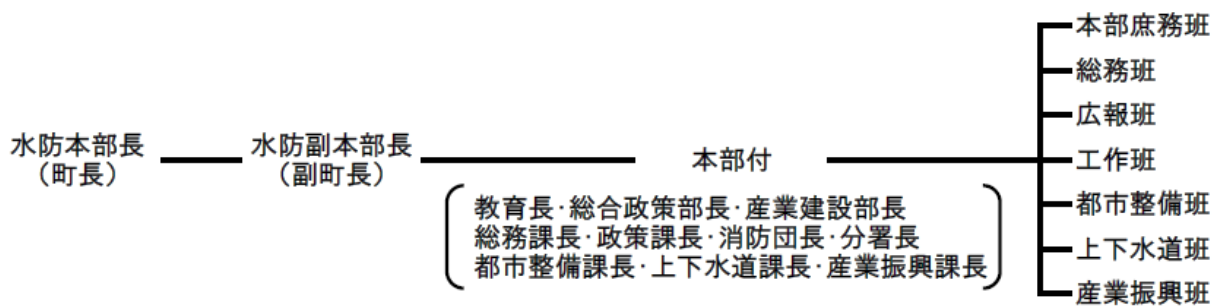 水防本部長
（町長）
水防副本部長
（副町長）
本部付
教育長・総合政策部長・産業建設部長
総務課長・政策課長・消防団長・分署長
都市整備課長・上下水道課長・産業振興課長
本部庶務班
総務班
広報班
工作班
都市整備班
上下水道班
産業振興班